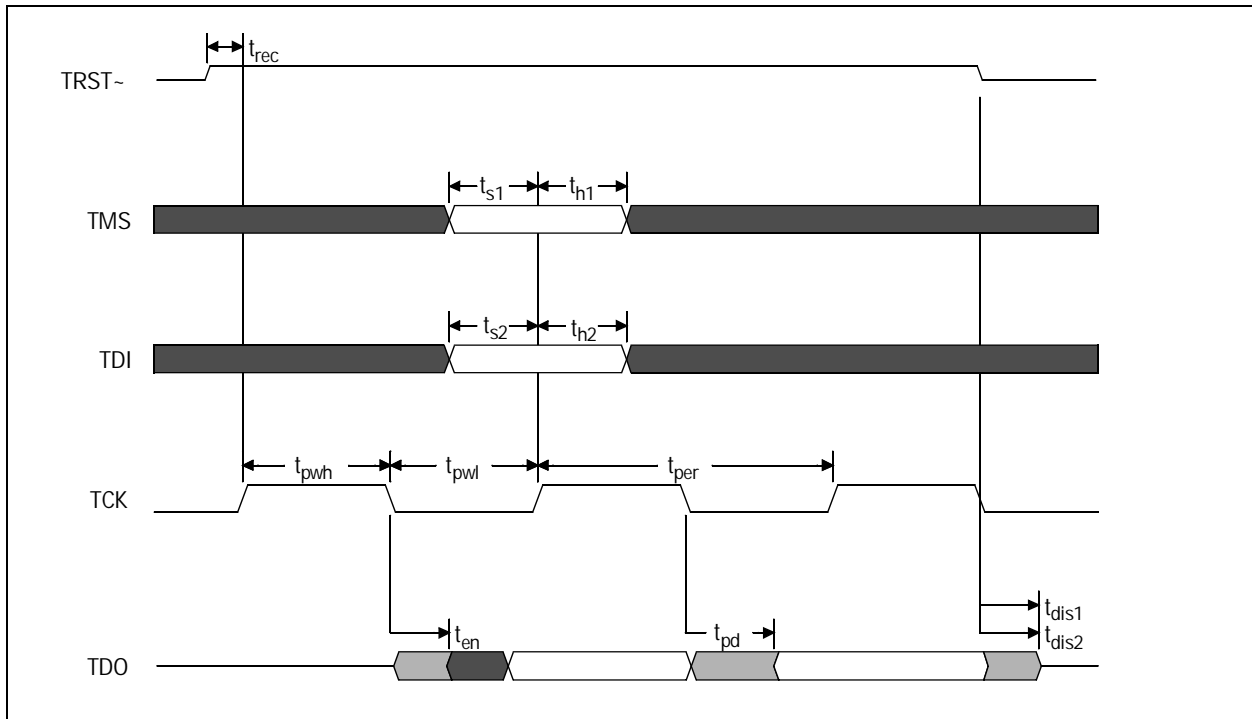 t_rec
TRST~
t_s1 t_h1
TMS
t_s2 t_h2
TDI
t_pwh t_pwl t_per
TCK
t_dis1
t_en t_pd t_dis2
TDO